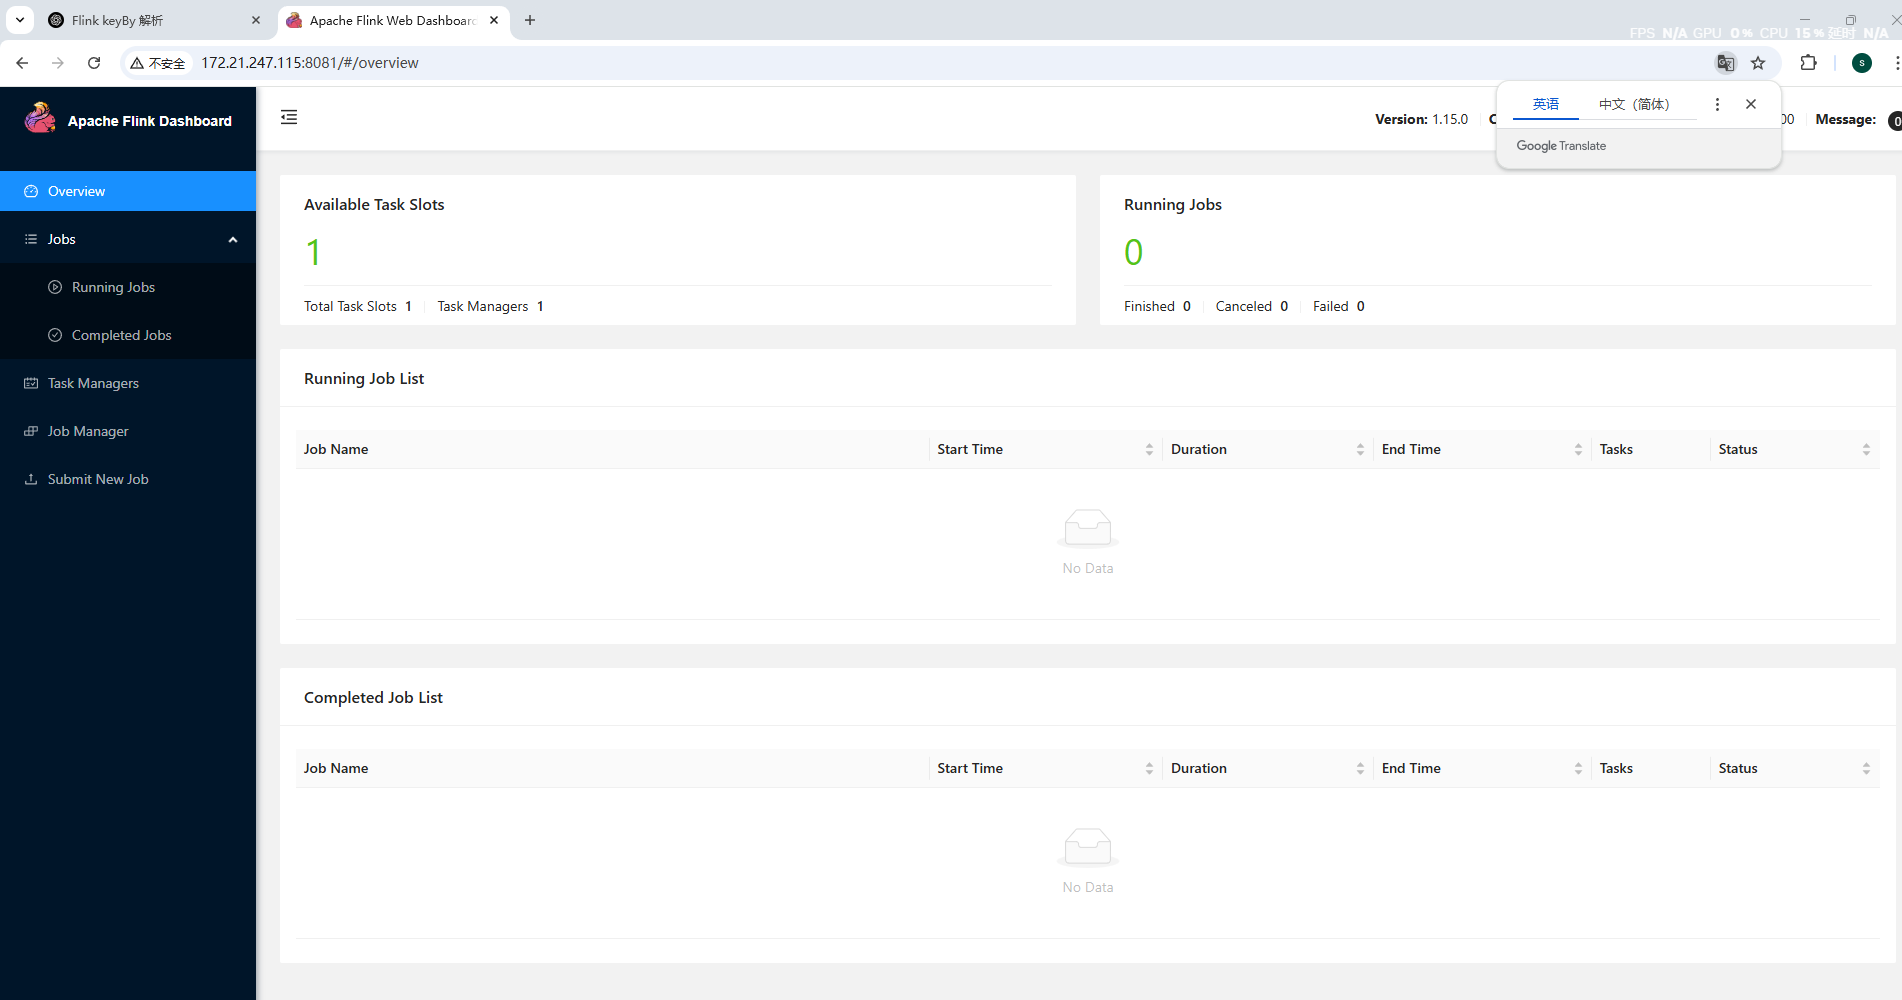 Flink keyBy 解析
Apache Flink Web Dashboard
FPS N/A GPU 0% CPU 15% 延时 N/A
不安全 172.21.247.115:8081/#/overview
S
Apache Flink Dashboard
Version: 1.15.0
00 Message: 0
英语 中文（简体）
Google Translate
Overview
Jobs
Running Jobs
Completed Jobs
Task Managers
Job Manager
Submit New Job
Available Task Slots
1
Total Task Slots 1 Task Managers 1
Running Jobs
0
Finished 0 Canceled 0 Failed 0
Running Job List
Job Name Start Time Duration End Time Tasks Status
No Data
Completed Job List
Job Name Start Time Duration End Time Tasks Status
No Data